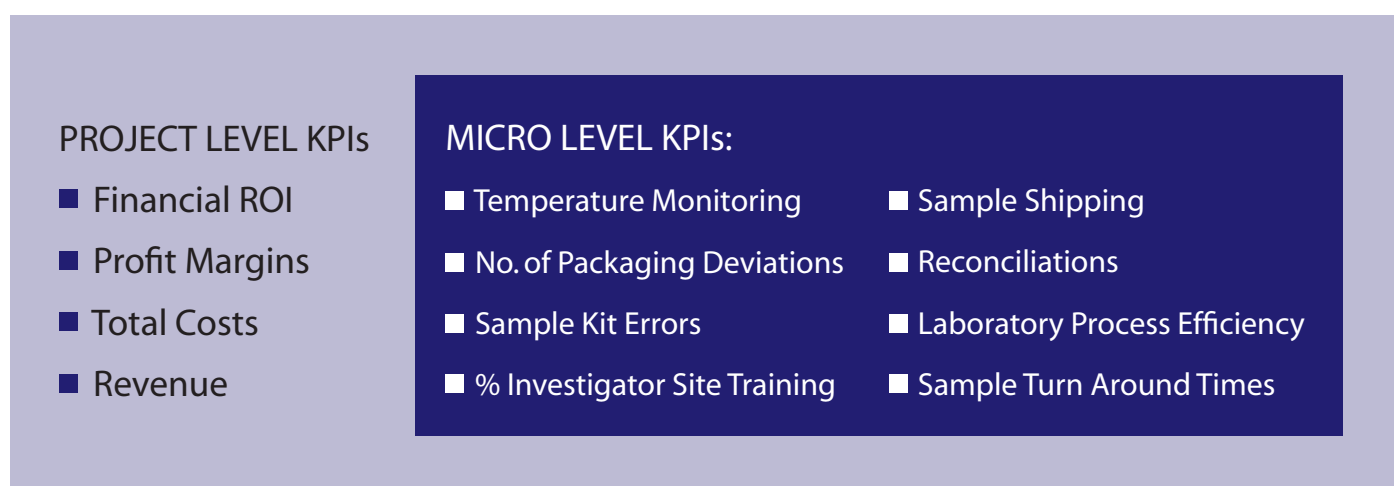 PROJECT LEVEL KPIs
Financial ROI
Profit Margins
Total Costs
Revenue
MICRO LEVEL KPIs:
Temperature Monitoring
No. of Packaging Deviations
Sample Kit Errors
% Investigator Site Training
Sample Shipping
Reconciliations
Laboratory Process Efficiency
Sample Turn Around Times